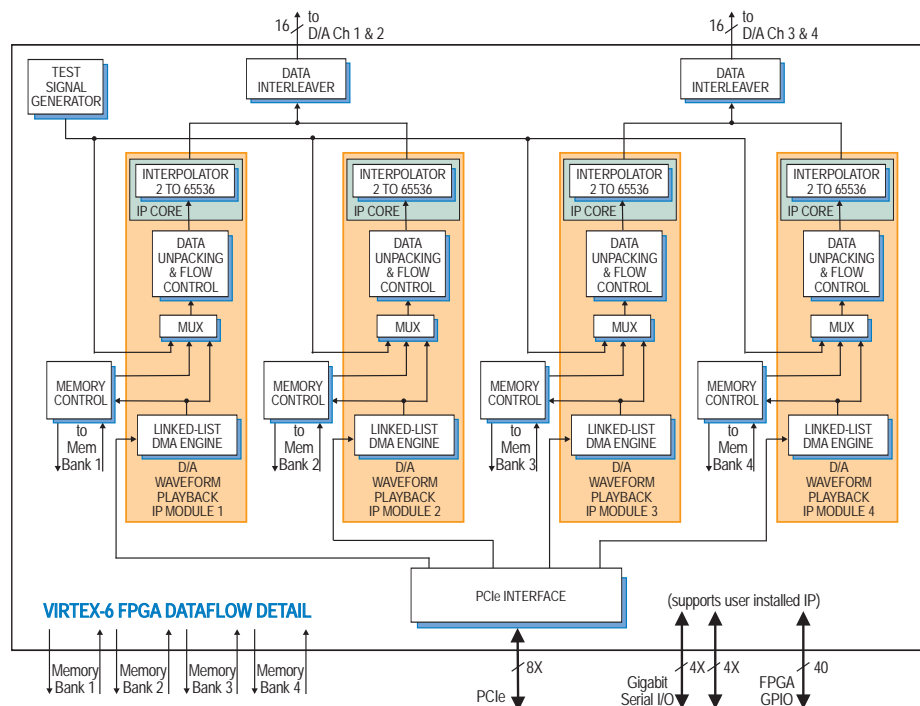 16
to
D/A Ch 1 & 2
16
to
D/A Ch 3 & 4
TEST
SIGNAL
GENERATOR
DATA
INTERLEAVER
DATA
INTERLEAVER
INTERPOLATOR
2 TO 65536
IP CORE
INTERPOLATOR
2 TO 65536
IP CORE
INTERPOLATOR
2 TO 65536
IP CORE
INTERPOLATOR
2 TO 65536
IP CORE
DATA
UNPACKING
& FLOW
CONTROL
DATA
UNPACKING
& FLOW
CONTROL
DATA
UNPACKING
& FLOW
CONTROL
DATA
UNPACKING
& FLOW
CONTROL
MUX
MUX
MUX
MUX
MEMORY
CONTROL
MEMORY
CONTROL
MEMORY
CONTROL
MEMORY
CONTROL
to
Mem
Bank 1
LINKED-LIST
DMA ENGINE
to
Mem
Bank 2
LINKED-LIST
DMA ENGINE
to
Mem
Bank 3
LINKED-LIST
DMA ENGINE
to
Mem
Bank 4
LINKED-LIST
DMA ENGINE
D/A
WAVEFORM
PLAYBACK
IP MODULE 1
D/A
WAVEFORM
PLAYBACK
IP MODULE 2
D/A
WAVEFORM
PLAYBACK
IP MODULE 3
D/A
WAVEFORM
PLAYBACK
IP MODULE 4
PCIe INTERFACE
VIRTEX-6 FPGA DATAFLOW DETAIL
(supports user installed IP)
Memory
Bank 1
Memory
Bank 2
Memory
Bank 3
Memory
Bank 4
8X
PCIe
4X
4X
Gigabit
Serial I/O
40
FPGA
GPIO